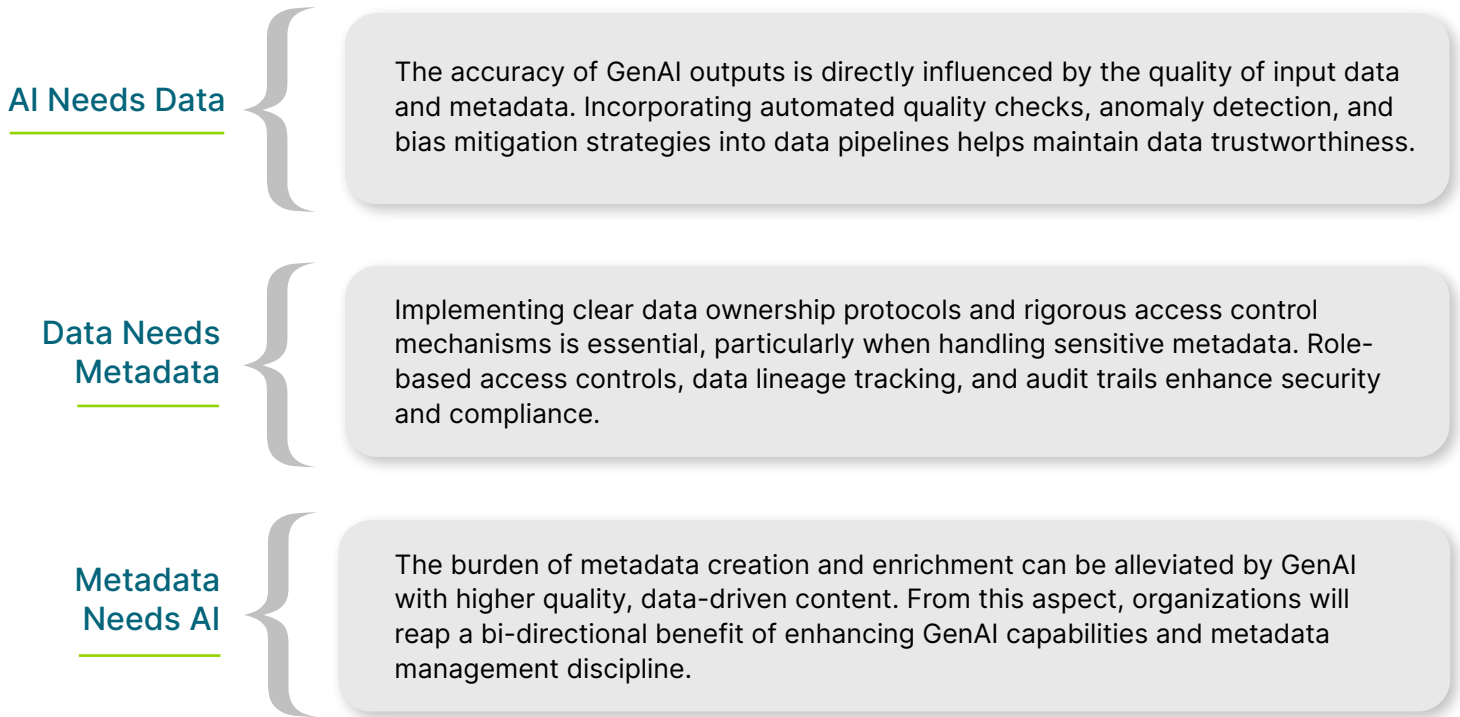 AI Needs Data
The accuracy of GenAI outputs is directly influenced by the quality of input data
and metadata. Incorporating automated quality checks, anomaly detection, and
bias mitigation strategies into data pipelines helps maintain data trustworthiness.
Data Needs
Metadata
Implementing clear data ownership protocols and rigorous access control
mechanisms is essential, particularly when handling sensitive metadata. Role-
based access controls, data lineage tracking, and audit trails enhance security
and compliance.
Metadata
Needs AI
The burden of metadata creation and enrichment can be alleviated by GenAI
with higher quality, data-driven content. From this aspect, organizations will
reap a bi-directional benefit of enhancing GenAI capabilities and metadata
management discipline.